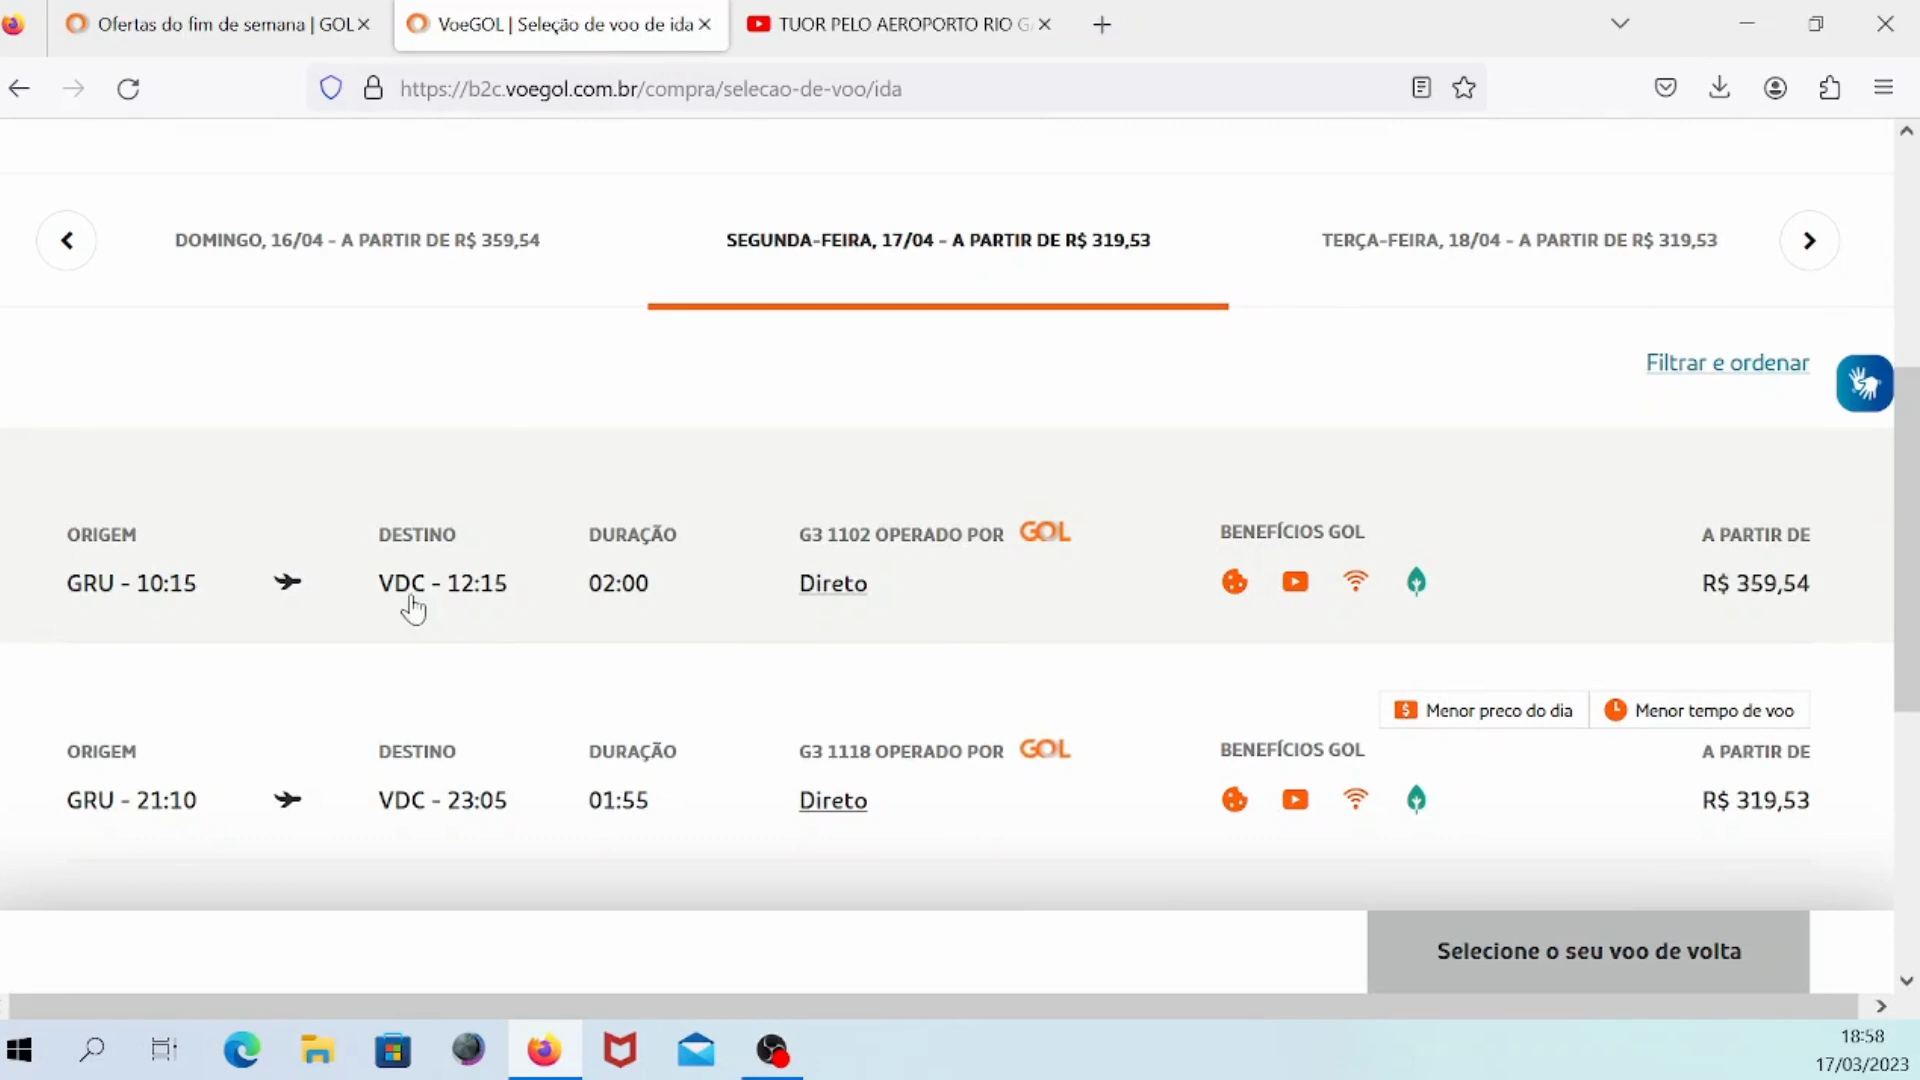 Ofertas do fim de semana | GOL
VoeGOL | Seleção de voo de ida
TUOR PELO AEROPORTO RIO G
https://b2c.voegol.com.br/compra/selecao-de-voo/ida
DOMINGO, 16/04 - A PARTIR DE R$ 359,54
SEGUNDA-FEIRA, 17/04 - A PARTIR DE R$ 319,53
TERÇA-FEIRA, 18/04 - A PARTIR DE R$ 319,53
Filtrar e ordenar
ORIGEM DESTINO DURAÇÃO G3 1102 OPERADO POR GOL BENEFÍCIOS GOL A PARTIR DE
GRU - 10:15 VDC - 12:15 02:00 Direto R$ 359,54
Menor preco do dia Menor tempo de voo
ORIGEM DESTINO DURAÇÃO G3 1118 OPERADO POR GOL BENEFÍCIOS GOL A PARTIR DE
GRU - 21:10 VDC - 23:05 01:55 Direto R$ 319,53
Selecione o seu voo de volta
18:58
17/03/2023